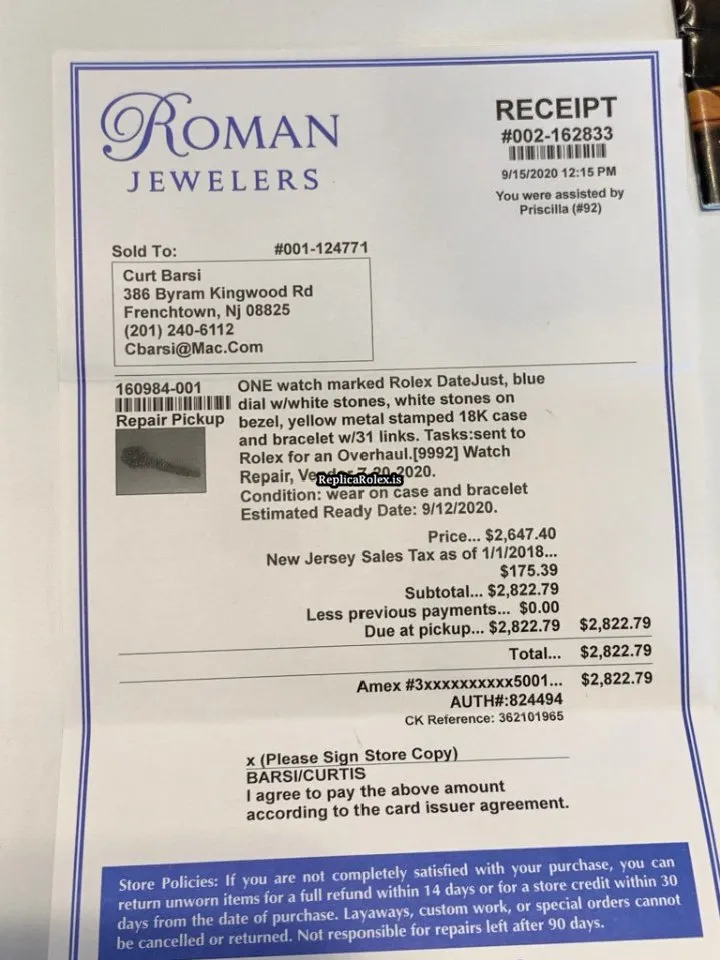 ROMAN
JEWELERS
RECEIPT
#002-162833
9/15/2020 12:15 PM
You were assisted by
Priscilla (#92)
Sold To: #001-124771
Curt Barsi
386 Byram Kingwood Rd
Frenchtown, Nj 08825
(201) 240-6112
Cbarsi@Mac.Com
160984-001
Repair Pickup
ONE watch marked Rolex DateJust, blue
dial w/white stones, white stones on
bezel, yellow metal stamped 18K case
and bracelet w/31 links. Tasks:sent to
Rolex for an Overhaul.[9992] Watch
Repair, Vendor 7-20-2020.
ReplicaRolex.is
Condition: wear on case and bracelet
Estimated Ready Date: 9/12/2020.
Price... $2,647.40
New Jersey Sales Tax as of 1/1/2018...
$175.39
Subtotal... $2,822.79
Less previous payments... $0.00
Due at pickup... $2,822.79 $2,822.79
Total... $2,822.79
Amex #3xxxxxxxxxx5001... $2,822.79
AUTH#:824494
CK Reference: 362101965
x (Please Sign Store Copy)
BARSI/CURTIS
I agree to pay the above amount
according to the card issuer agreement.
Store Policies: If you are not completely satisfied with your purchase, you can
return unworn items for a full refund within 14 days or for a store credit within 30
days from the date of purchase. Layaways, custom work, or special orders cannot
be cancelled or returned. Not responsible for repairs left after 90 days.